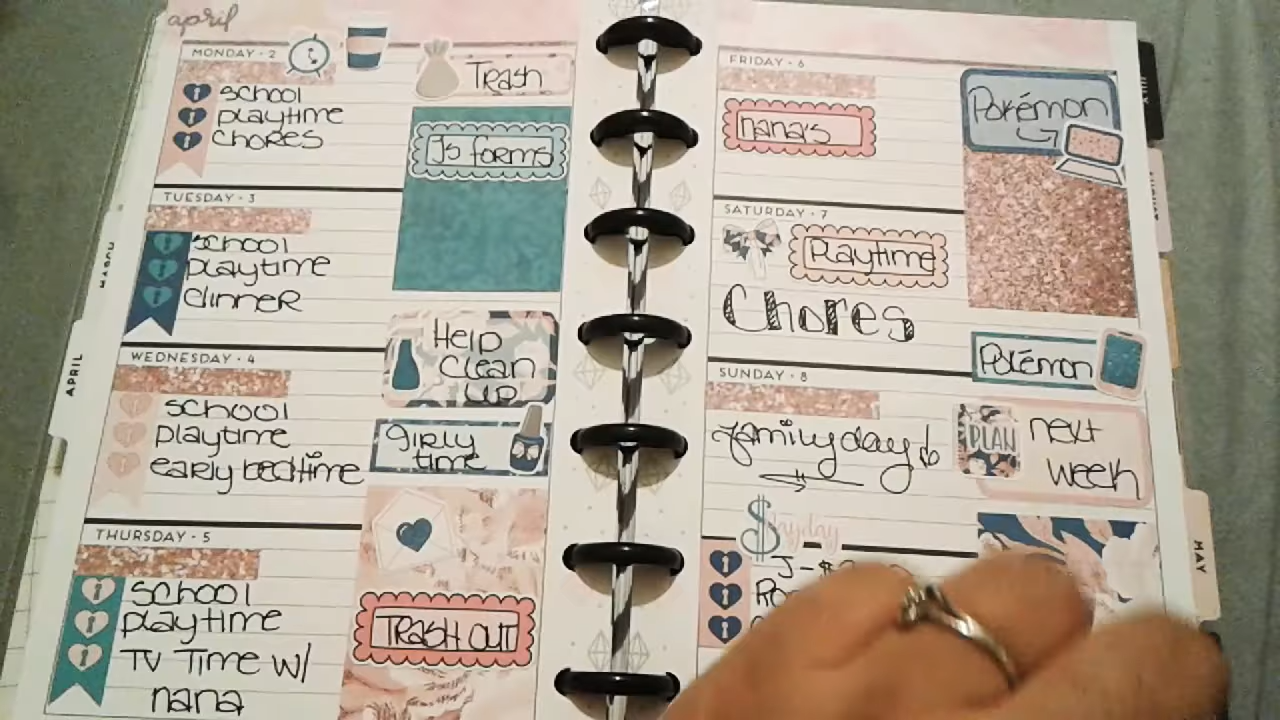 april
MONDAY • 2
Trash
school
playtime
CHORES
J's forms
TUESDAY • 3
school
playtime
dinner
Help
Clean
up
WEDNESDAY • 4
school
playtime
early bedtime
girly
time
THURSDAY • 5
school
playtime
TV Time w/
nana
TRASH OUT
MARCH
APRIL
FRIDAY • 6
nana's
Pokémon
SATURDAY • 7
Playtime
Chores
Pokémon
SUNDAY • 8
family day!
PLAN
next
week
$ayday
J-$
MAY